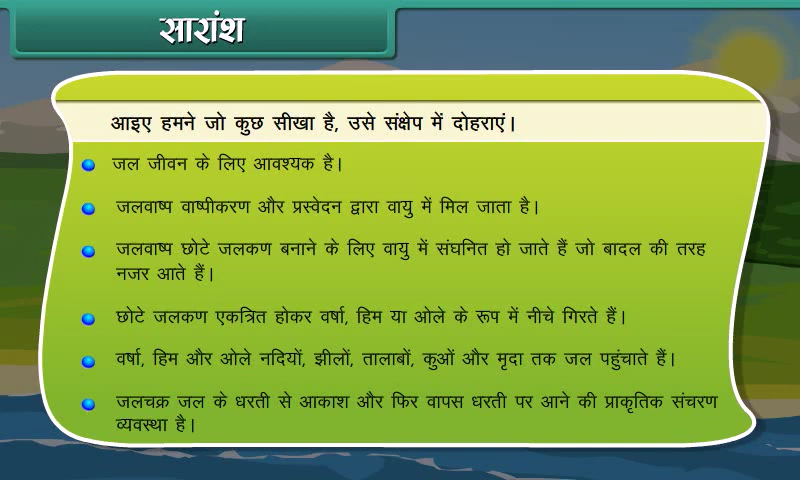 सारांश
आइए हमने जो कुछ सीखा है, उसे संक्षेप में दोहराएं।
जल जीवन के लिए आवश्यक है।
जलवाष्प वाष्पीकरण और प्रस्वेदन द्वारा वायु में मिल जाता है।
जलवाष्प छोटे जलकण बनाने के लिए वायु में संघनित हो जाते हैं जो बादल की तरह
नजर आते हैं।
छोटे जलकण एकत्रित होकर वर्षा, हिम या ओले के रूप में नीचे गिरते हैं।
वर्षा, हिम और ओले नदियों, झीलों, तालाबों, कुओं और मृदा तक जल पहुंचाते हैं।
जलचक्र जल के धरती से आकाश और फिर वापस धरती पर आने की प्राकृतिक संचरण
व्यवस्था है।